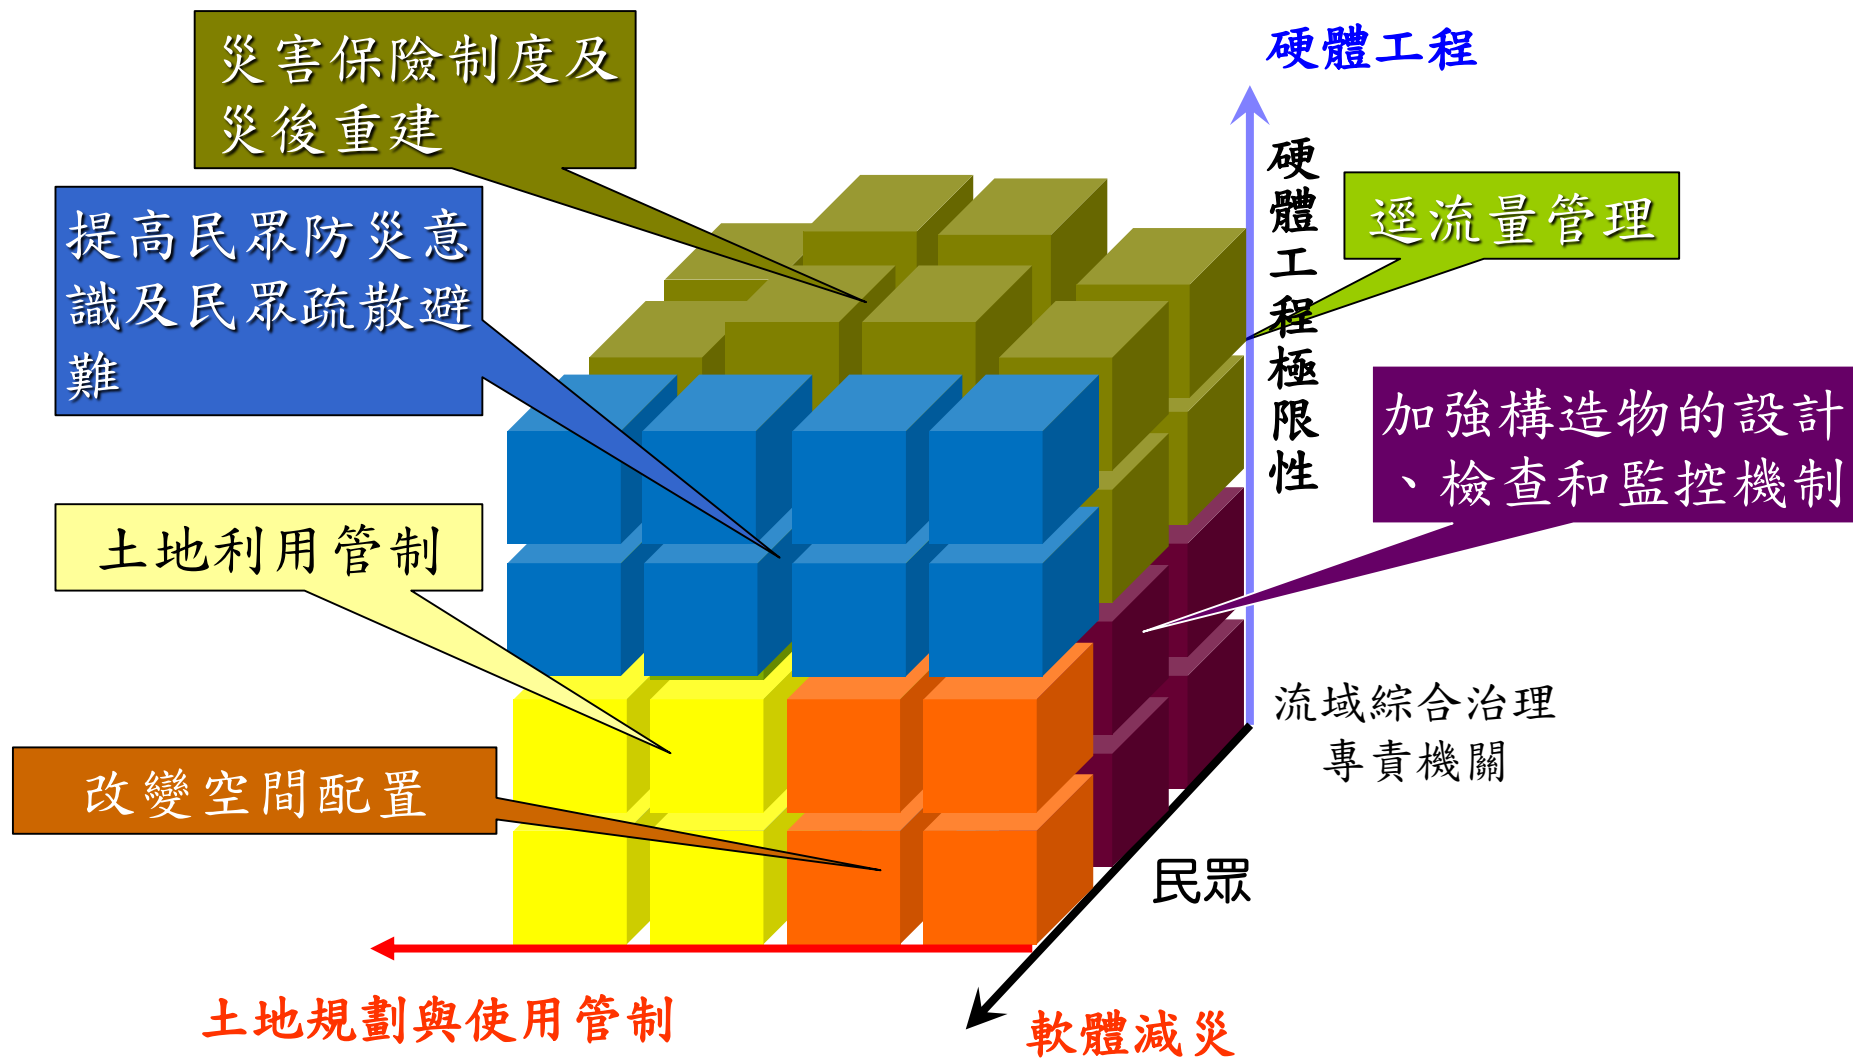 硬體工程
災害保險制度及
災後重建
硬體工程極限性
逕流量管理
提高民眾防災意
識及民眾疏散避
難
加強構造物的設計
、檢查和監控機制
土地利用管制
流域綜合治理
專責機關
改變空間配置
民眾
土地規劃與使用管制
軟體減災